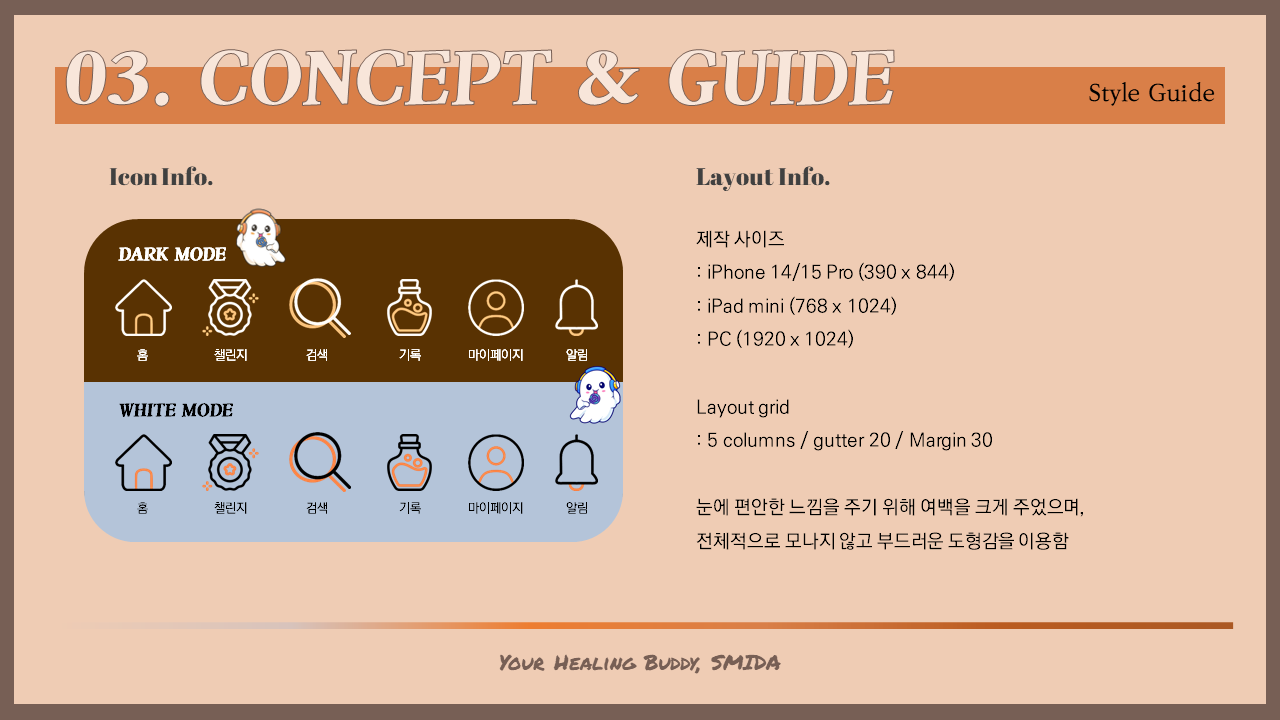 03. CONCEPT & GUIDE
Style Guide
Icon Info.
DARK MODE
홈 챌린지 검색 기록 마이페이지 알림
WHITE MODE
홈 챌린지 검색 기록 마이페이지 알림
Layout Info.
제작 사이즈
: iPhone 14/15 Pro (390 x 844)
: iPad mini (768 x 1024)
: PC (1920 x 1024)
Layout grid
: 5 columns / gutter 20 / Margin 30
눈에 편안한 느낌을 주기 위해 여백을 크게 주었으며,
전체적으로 모나지 않고 부드러운 도형감을 이용함
Your Healing Buddy, SMIDA